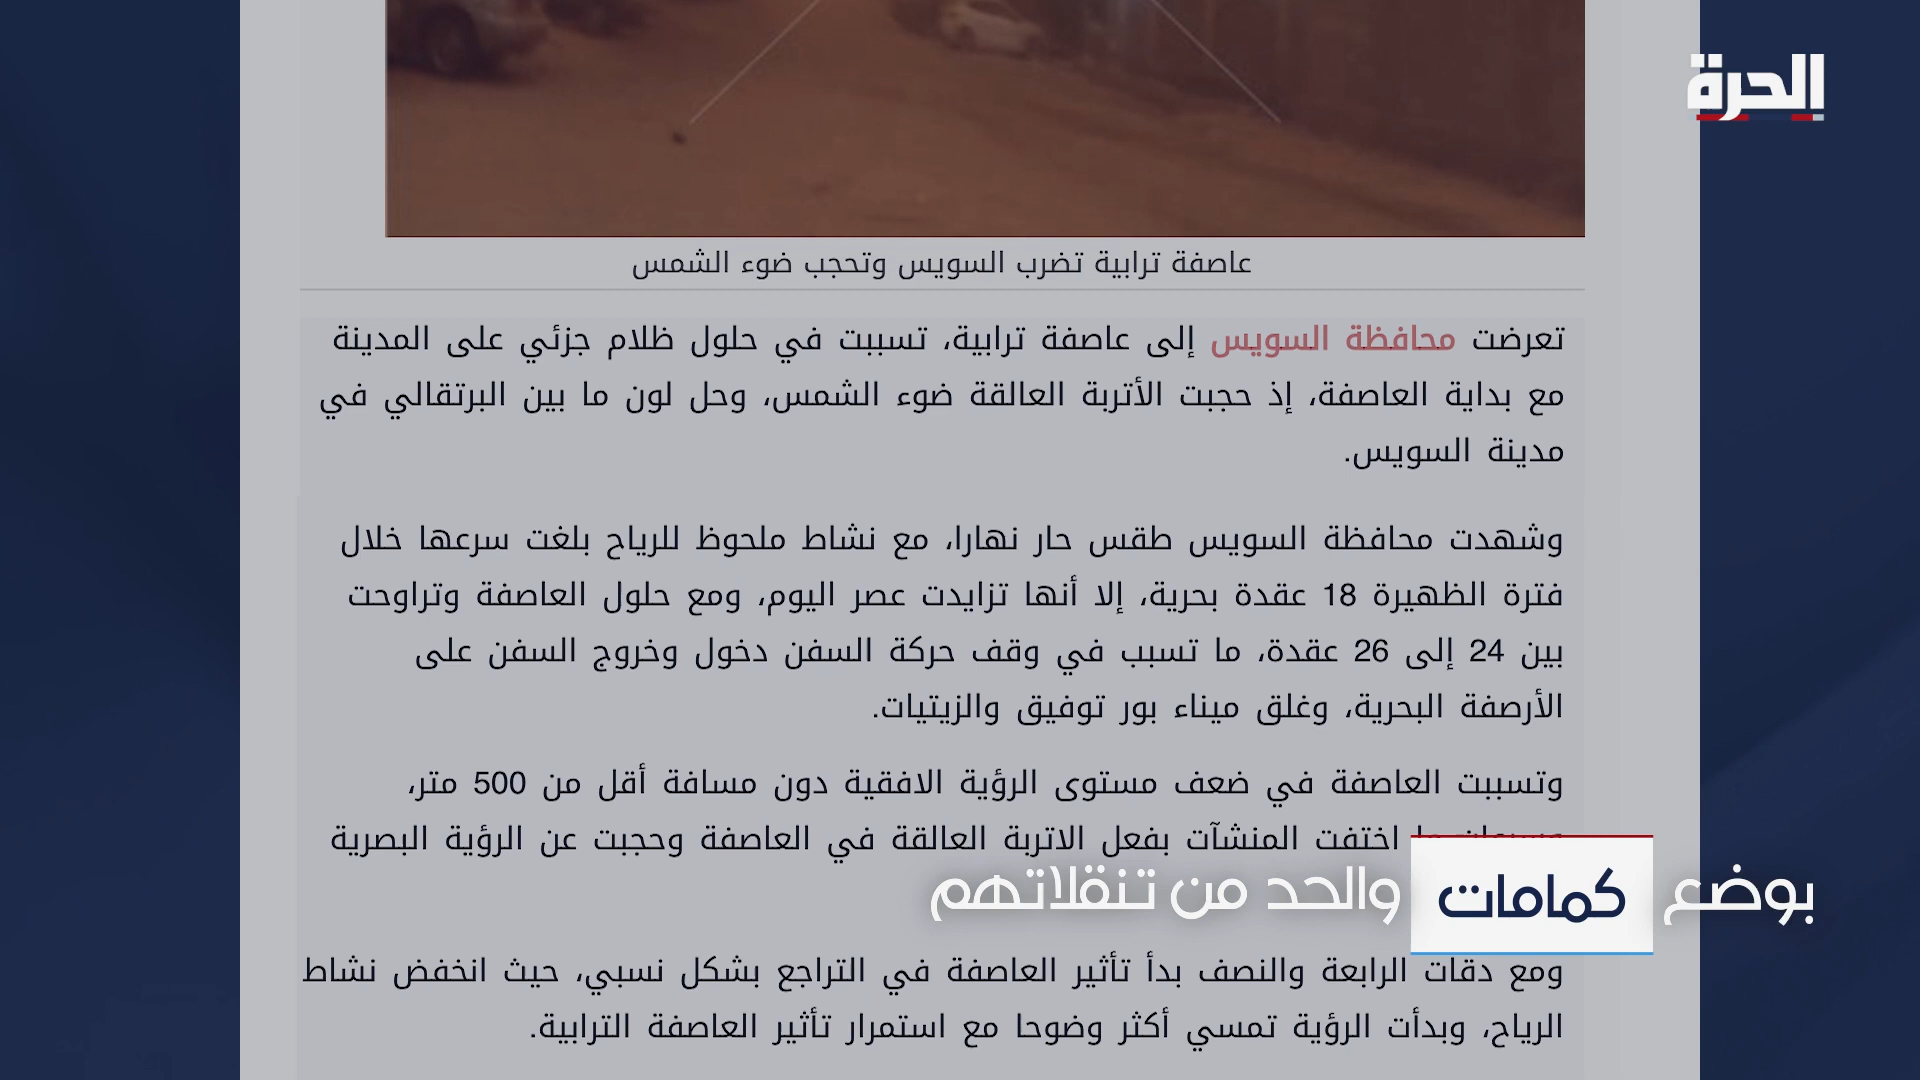 الحرة
عاصفة ترابية تضرب السويس وتحجب ضوء الشمس
تعرضت محافظة السويس إلى عاصفة ترابية، تسببت في حلول ظلام جزئي على المدينة
مع بداية العاصفة، إذ حجبت الأتربة العالقة ضوء الشمس، وحل لون ما بين البرتقالي في
مدينة السويس.
وشهدت محافظة السويس طقس حار نهارا، مع نشاط ملحوظ للرياح بلغت سرعها خلال
فترة الظهيرة 18 عقدة بحرية، إلا أنها تزايدت عصر اليوم، ومع حلول العاصفة وتراوحت
بين 24 إلى 26 عقدة، ما تسبب في وقف حركة السفن دخول وخروج السفن على
الأرصفة البحرية، وغلق ميناء بور توفيق والزيتيات.
وتسببت العاصفة في ضعف مستوى الرؤية الافقية دون مسافة أقل من 500 متر،
اختفت المنشآت بفعل الاتربة العالقة في العاصفة وحجبت عن الرؤية البصرية
بوضع كمامات والحد من تنقلاتهم
ومع دقات الرابعة والنصف بدأ تأثير العاصفة في التراجع بشكل نسبي، حيث انخفض نشاط
الرياح، وبدأت الرؤية تمسي أكثر وضوحا مع استمرار تأثير العاصفة الترابية.